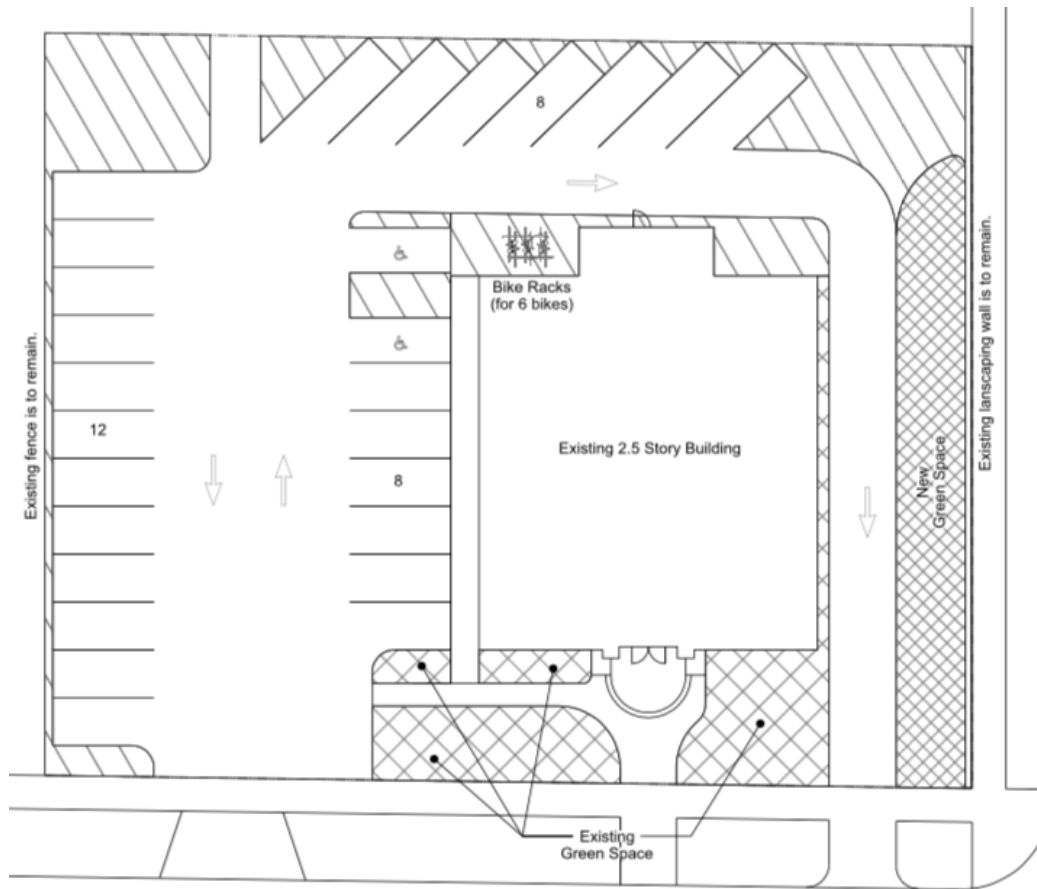 8
Bike Racks
(for 6 bikes)
Existing fence is to remain.
Existing lanscaping wall is to remain.
12
Existing 2.5 Story Building
8
New
Green Space
Existing
Green Space